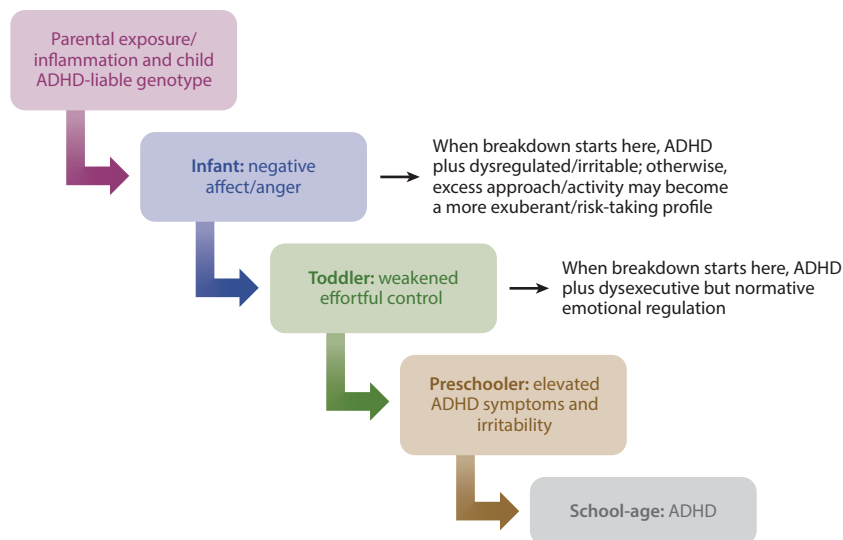 Parental exposure/
inflammation and child
ADHD-liable genotype
Infant: negative
affect/anger
When breakdown starts here, ADHD
plus dysregulated/irritable; otherwise,
excess approach/activity may become
a more exuberant/risk-taking profile
Toddler: weakened
effortful control
When breakdown starts here, ADHD
plus dysexecutive but normative
emotional regulation
Preschooler: elevated
ADHD symptoms and
irritability
School-age: ADHD